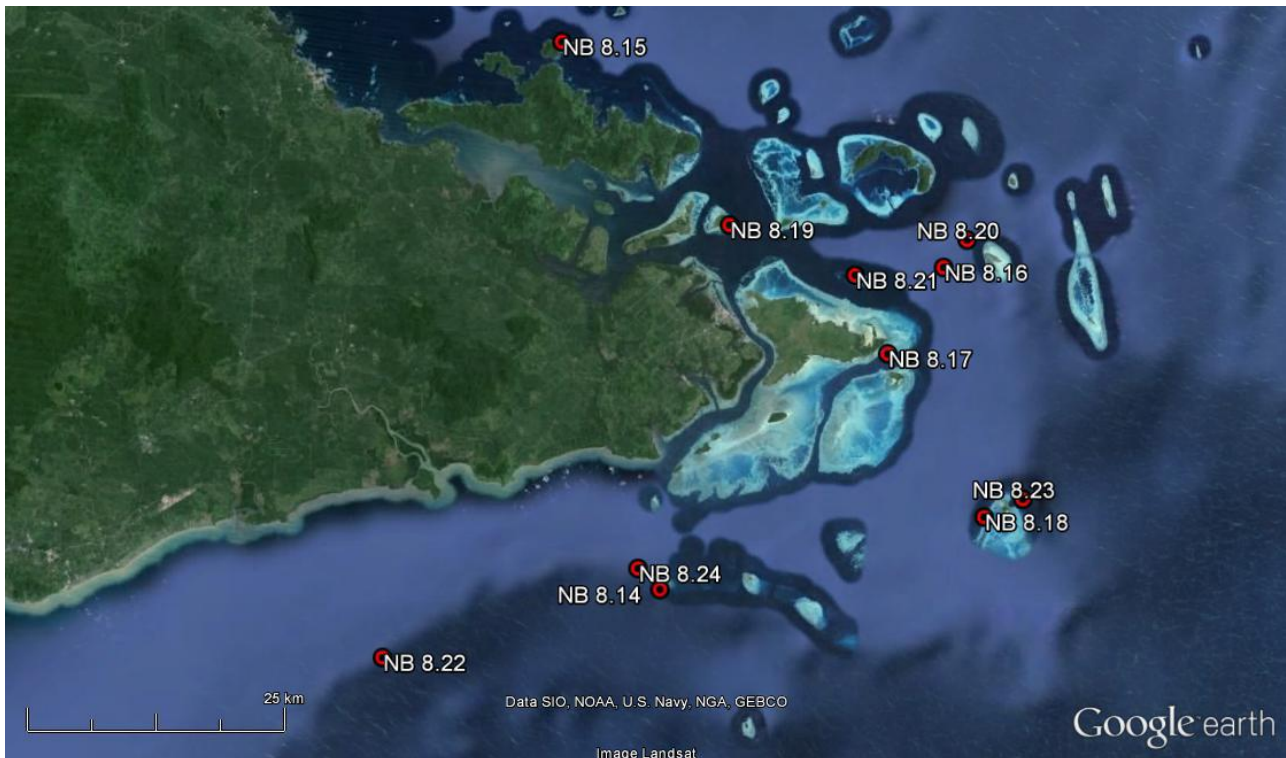 NB 8.15
NB 8.19
NB 8.20
NB 8.21
NB 8.16
NB 8.17
NB 8.23
NB 8.18
NB 8.24
NB 8.14
NB 8.22
25 km
Data SIO, NOAA, U.S. Navy, NGA, GEBCO
Google earth
Image Landsat